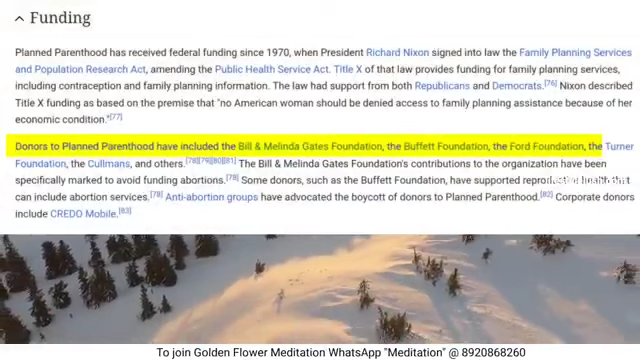 Funding
Planned Parenthood has received federal funding since 1970, when President Richard Nixon signed into law the Family Planning Services
and Population Research Act, amending the Public Health Service Act. Title X of that law provides funding for family planning services,
including contraception and family planning information. The law had support from both Republicans and Democrats.[76] Nixon described
Title X funding as based on the premise that "no American woman should be denied access to family planning assistance because of her
economic condition."[77]
Donors to Planned Parenthood have included the Bill & Melinda Gates Foundation, the Buffett Foundation, the Ford Foundation, the Turner
Foundation, the Cullmans, and others.[78][79][80][81] The Bill & Melinda Gates Foundation's contributions to the organization have been
specifically marked to avoid funding abortions.[78] Some donors, such as the Buffett Foundation, have supported reproductive health that
can include abortion services.[78] Anti-abortion groups have advocated the boycott of donors to Planned Parenthood.[82] Corporate donors
include CREDO Mobile.[83]
To join Golden Flower Meditation WhatsApp "Meditation" @ 8920868260